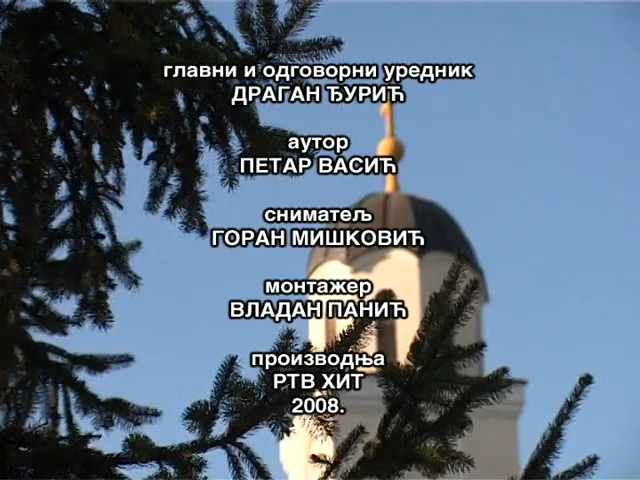 главни и одговорни уредник
ДРАГАН ЂУРИЋ
аутор
ПЕТАР ВАСИЋ
сниматељ
ГОРАН МИШКОВИЋ
монтажер
ВЛАДАН ПАНИЋ
производња
РТВ ХИТ
2008.